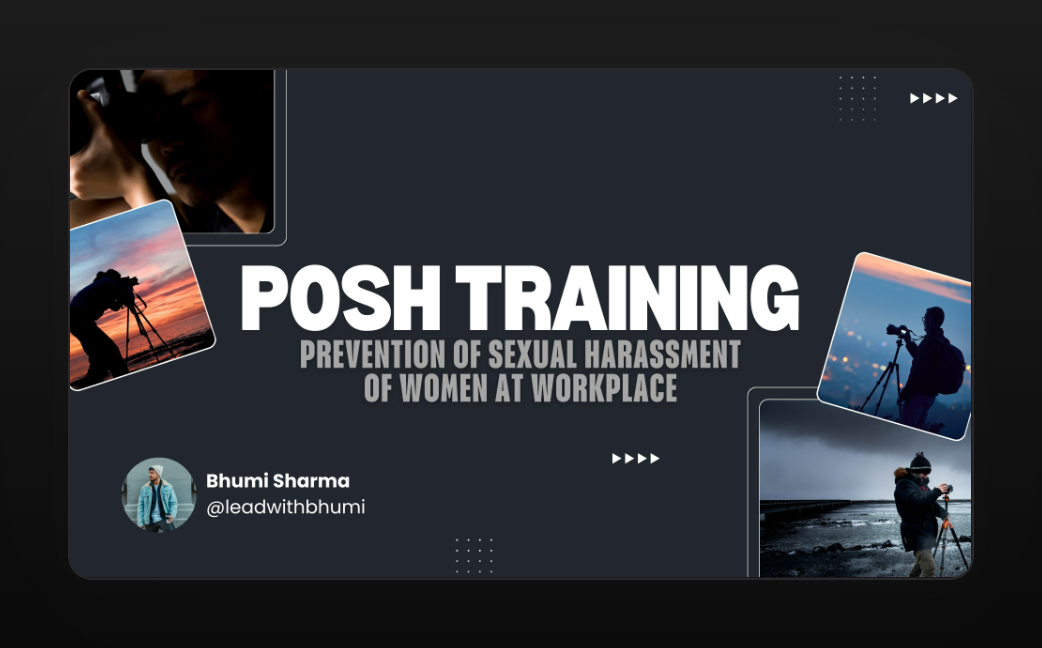 POSH TRAINING
PREVENTION OF SEXUAL HARASSMENT
OF WOMEN AT WORKPLACE
Bhumi Sharma
@leadwithbhumi